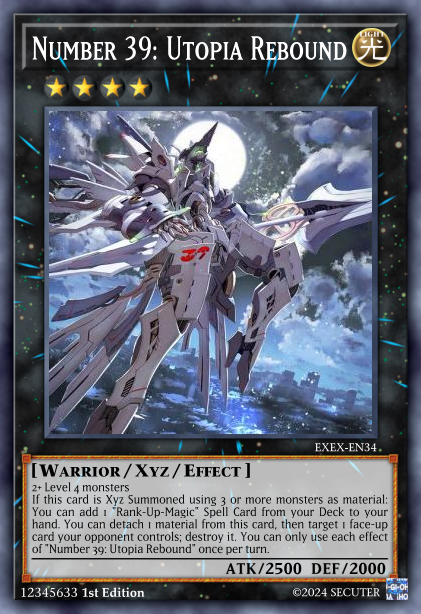 Number 39: Utopia Rebound
LIGHT
光
39
EXEX-EN34
[Warrior/Xyz/Effect]
2+ Level 4 monsters
If this card is Xyz Summoned using 3 or more monsters as material:
You can add 1 "Rank-Up-Magic" Spell Card from your Deck to your
hand. You can detach 1 material from this card, then target 1 face-up
card your opponent controls; destroy it. You can only use each effect
of "Number 39: Utopia Rebound" once per turn.
ATK/2500 DEF/2000
12345633 1st Edition
©2024 SECUTER